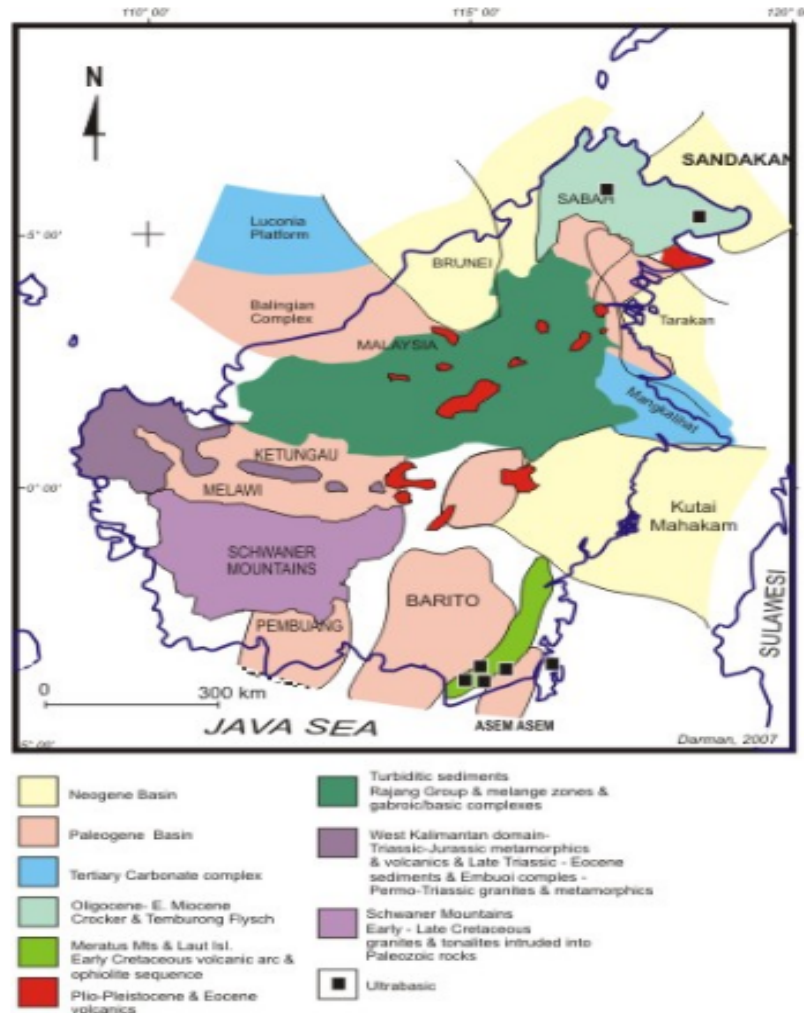 110° 00'
115° 00'
120° 00'
N
SANDAKAN
SABAH
Luconia
Platform
5° 00'
BRUNEI
Balingian
Complex
Tarakan
MALAYSIA
Mangkalihat
KETUNGAU
0° 00'
MELAWI
Kutai
Mahakam
SCHWANER
MOUNTAINS
BARITO
SULAWESI
PEMBUANG
0
300 km
JAVA SEA
ASEM ASEM
Darman, 2007
5° 00'
Neogene Basin
Paleogene Basin
Tertiary Carbonate complex
Oligocene- E. Miocene
Crocker & Temburong Flysch
Meratus Mts & Laut Isl.
Early Cretaceous volcanic arc &
ophiolite sequence
Plio-Pleistocene & Eocene
volcanics
Turbiditic sediments
Rajang Group & melange zones &
gabroic/basic complexes
West Kalimantan domain-
Triassic-Jurassic metamorphics
& volcanics & Late Triassic - Eocene
sediments & Embuoi comples -
Permo-Triassic granites & metamorphics
Schwaner Mountains
Early - Late Cretaceous
granites & tonalites intruded into
Paleozoic rocks
Ultrabasic